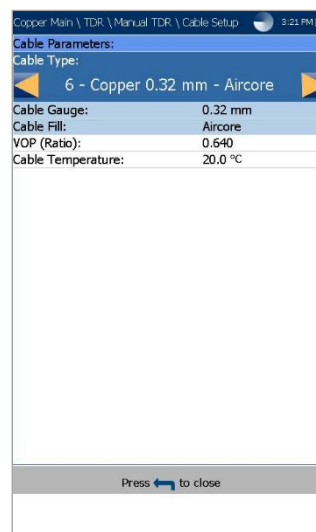 Copper Main \ TDR \ Manual TDR \ Cable Setup 3:21 PM
Cable Parameters:
Cable Type:
6 - Copper 0.32 mm - Aircore
Cable Gauge: 0.32 mm
Cable Fill: Aircore
VOP (Ratio): 0.640
Cable Temperature: 20.0 ºC
Press to close